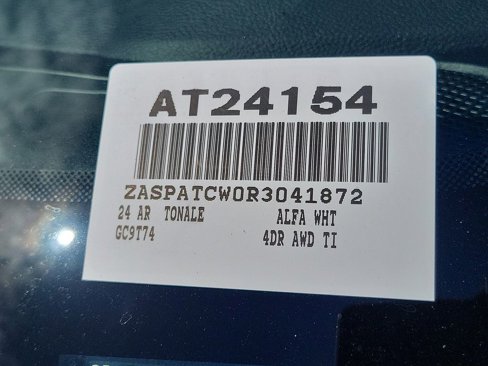 AT24154
ZASPATCW0R3041872
24 AR TONALE ALFA WHT
GC9T74 4DR AWD TI